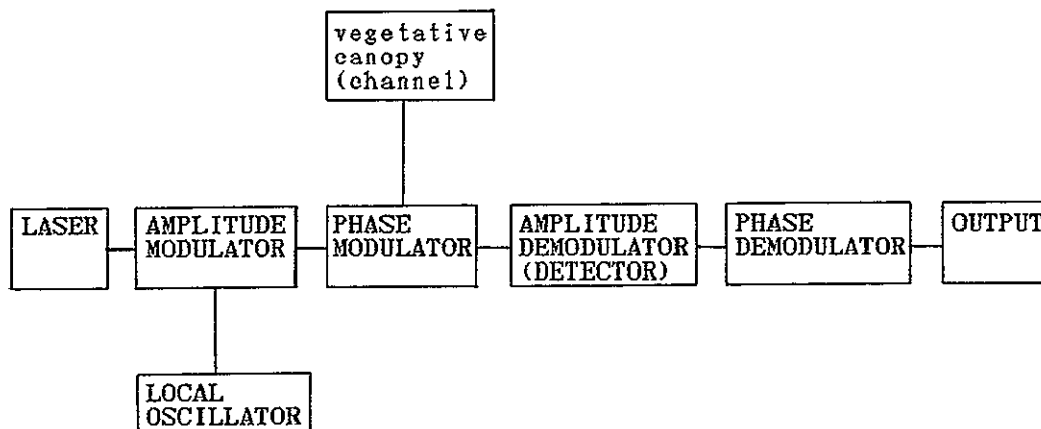 vegetative
canopy
(channel)
LASER
AMPLITUDE
MODULATOR
PHASE
MODULATOR
AMPLITUDE
DEMODULATOR
(DETECTOR)
PHASE
DEMODULATOR
OUTPUT
LOCAL
OSCILLATOR